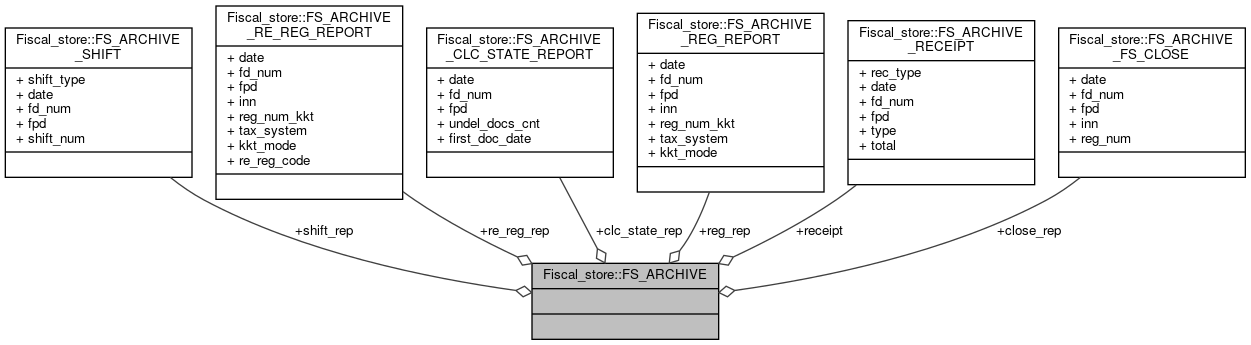 Fiscal_store::FS_ARCHIVE
_SHIFT
+ shift_type
+ date
+ fd_num
+ fpd
+ shift_num
Fiscal_store::FS_ARCHIVE
_RE_REG_REPORT
+ date
+ fd_num
+ fpd
+ inn
+ reg_num_kkt
+ tax_system
+ kkt_mode
+ re_reg_code
Fiscal_store::FS_ARCHIVE
_CLC_STATE_REPORT
+ date
+ fd_num
+ fpd
+ undel_docs_cnt
+ first_doc_date
Fiscal_store::FS_ARCHIVE
_REG_REPORT
+ date
+ fd_num
+ fpd
+ inn
+ reg_num_kkt
+ tax_system
+ kkt_mode
Fiscal_store::FS_ARCHIVE
_RECEIPT
+ rec_type
+ date
+ fd_num
+ fpd
+ type
+ total
Fiscal_store::FS_ARCHIVE
_FS_CLOSE
+ date
+ fd_num
+ fpd
+ inn
+ reg_num
+shift_rep
+re_reg_rep
+clc_state_rep
+reg_rep
+receipt
+close_rep
Fiscal_store::FS_ARCHIVE